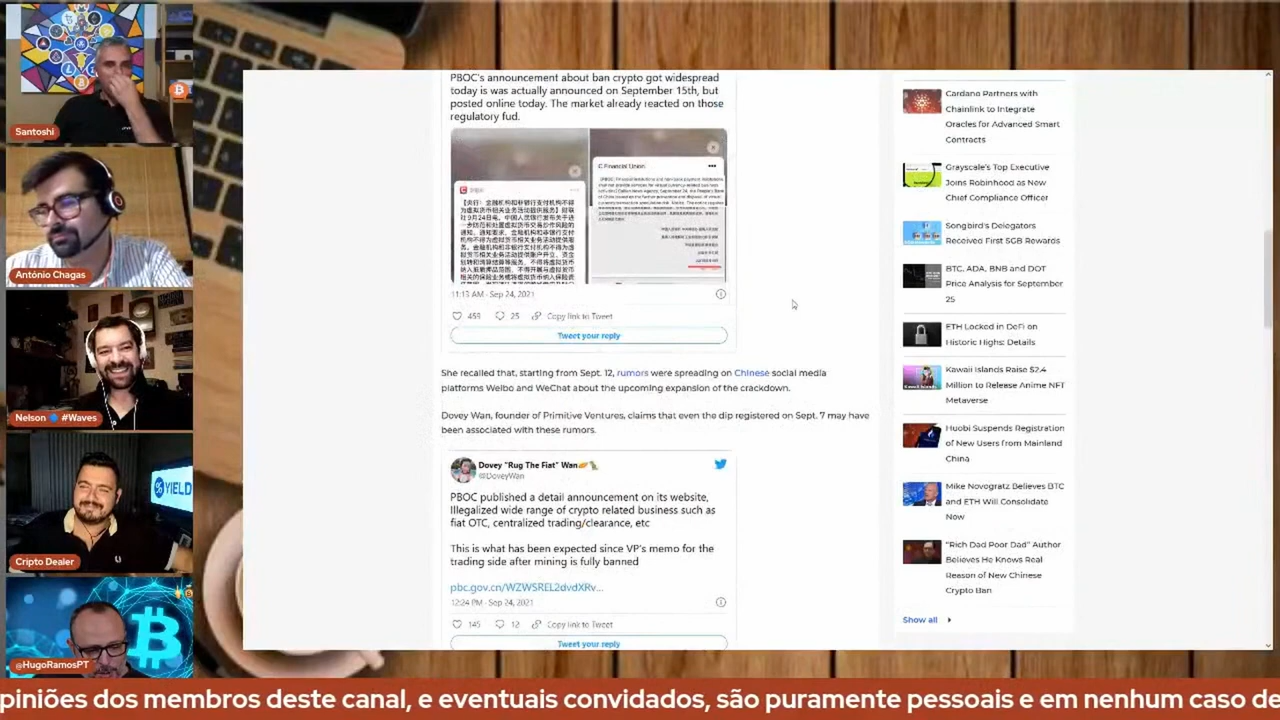 Santoshi
António Chagas
Nelson 🔷 #Waves
Cripto Dealer
YIELD
@HugoRamosPT
PBOC's announcement about ban crypto got widespread
today is was actually announced on September 15th, but
posted online today. The market already reacted on those
regulatory fud.
C Financial Union
11:13 AM · Sep 24, 2021
459 25 Copy link to Tweet
Tweet your reply
She recalled that, starting from Sept. 12, rumors were spreading on Chinese social media
platforms Weibo and WeChat about the upcoming expansion of the crackdown.
Dovey Wan, founder of Primitive Ventures, claims that even the dip registered on Sept. 7 may have
been associated with these rumors.
Dovey "Rug The Fiat" Wan
@DoveyWan
PBOC published a detail announcement on its website,
Illegalized wide range of crypto related business such as
fiat OTC, centralized trading/clearance, etc
This is what has been expected since VP's memo for the
trading side after mining is fully banned
pbc.gov.cn/WZWSREL2dvdXRv...
12:24 PM · Sep 24, 2021
145 12 Copy link to Tweet
Tweet your reply
Cardano Partners with
Chainlink to Integrate
Oracles for Advanced Smart
Contracts
Grayscale's Top Executive
Joins Robinhood as New
Chief Compliance Officer
Songbird's Delegators
Received First SGB Rewards
BTC, ADA, BNB and DOT
Price Analysis for September
25
ETH Locked in DeFi on
Historic Highs: Details
Kawaii Islands Raise $2.4
Million to Release Anime NFT
Metaverse
Huobi Suspends Registration
of New Users from Mainland
China
Mike Novogratz Believes BTC
and ETH Will Consolidate
Now
"Rich Dad Poor Dad" Author
Believes He Knows Real
Reason of New Chinese
Crypto Ban
Show all
piniões dos membros deste canal, e eventuais convidados, são puramente pessoais e em nenhum caso de